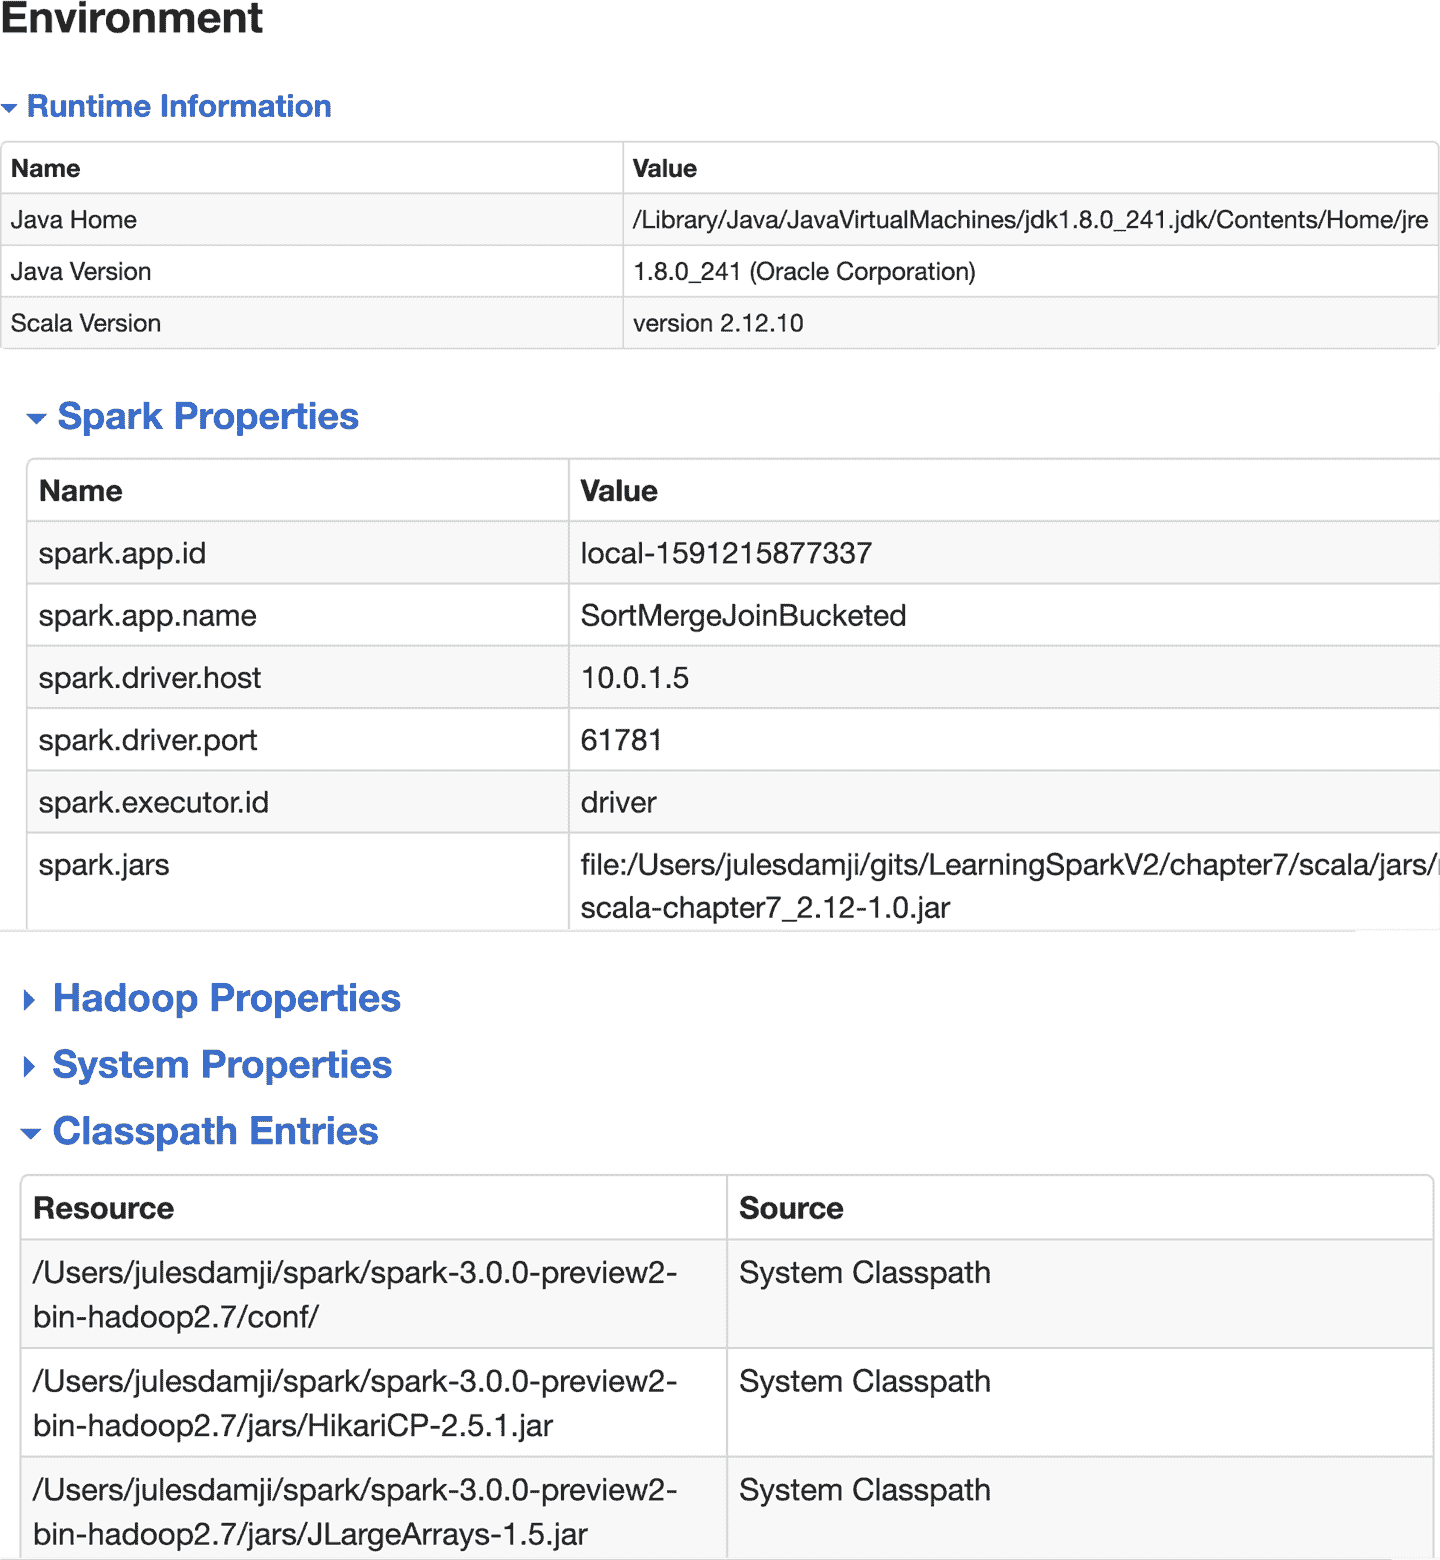 Environment
Runtime Information
Name Value
Java Home /Library/Java/JavaVirtualMachines/jdk1.8.0_241.jdk/Contents/Home/jre
Java Version 1.8.0_241 (Oracle Corporation)
Scala Version version 2.12.10
Spark Properties
Name Value
spark.app.id local-1591215877337
spark.app.name SortMergeJoinBucketed
spark.driver.host 10.0.1.5
spark.driver.port 61781
spark.executor.id driver
spark.jars file:/Users/julesdamji/gits/LearningSparkV2/chapter7/scala/jars/
scala-chapter7_2.12-1.0.jar
Hadoop Properties
System Properties
Classpath Entries
Resource Source
/Users/julesdamji/spark/spark-3.0.0-preview2- System Classpath
bin-hadoop2.7/conf/
/Users/julesdamji/spark/spark-3.0.0-preview2- System Classpath
bin-hadoop2.7/jars/HikariCP-2.5.1.jar
/Users/julesdamji/spark/spark-3.0.0-preview2- System Classpath
bin-hadoop2.7/jars/JLargeArrays-1.5.jar